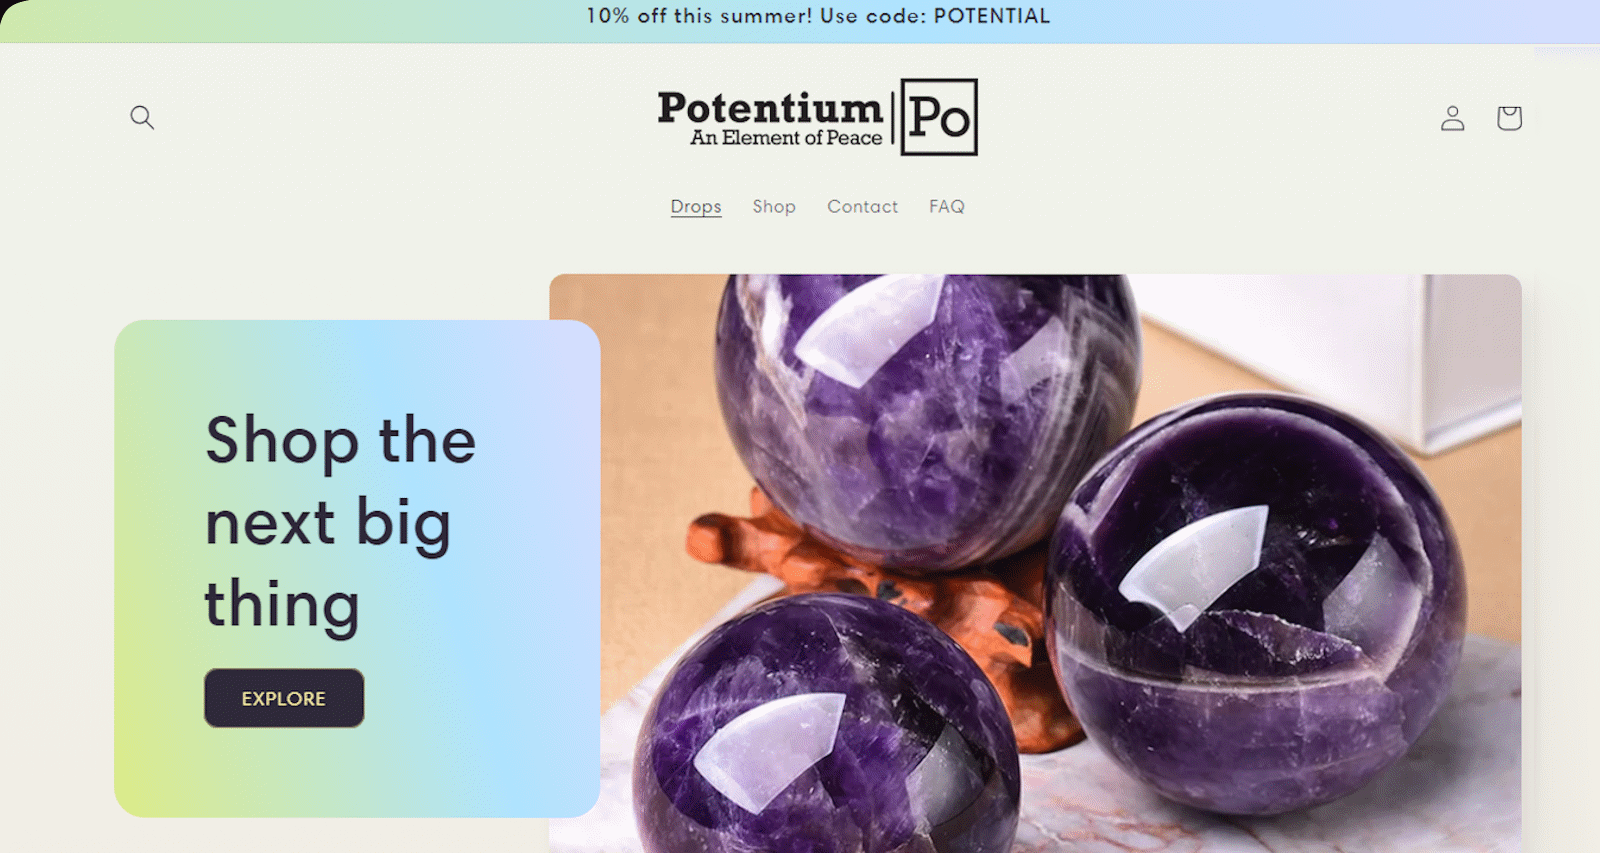 10% off this summer! Use code: POTENTIAL
Potentium
An Element of Peace
Po
Drops Shop Contact FAQ
Shop the
next big
thing
EXPLORE